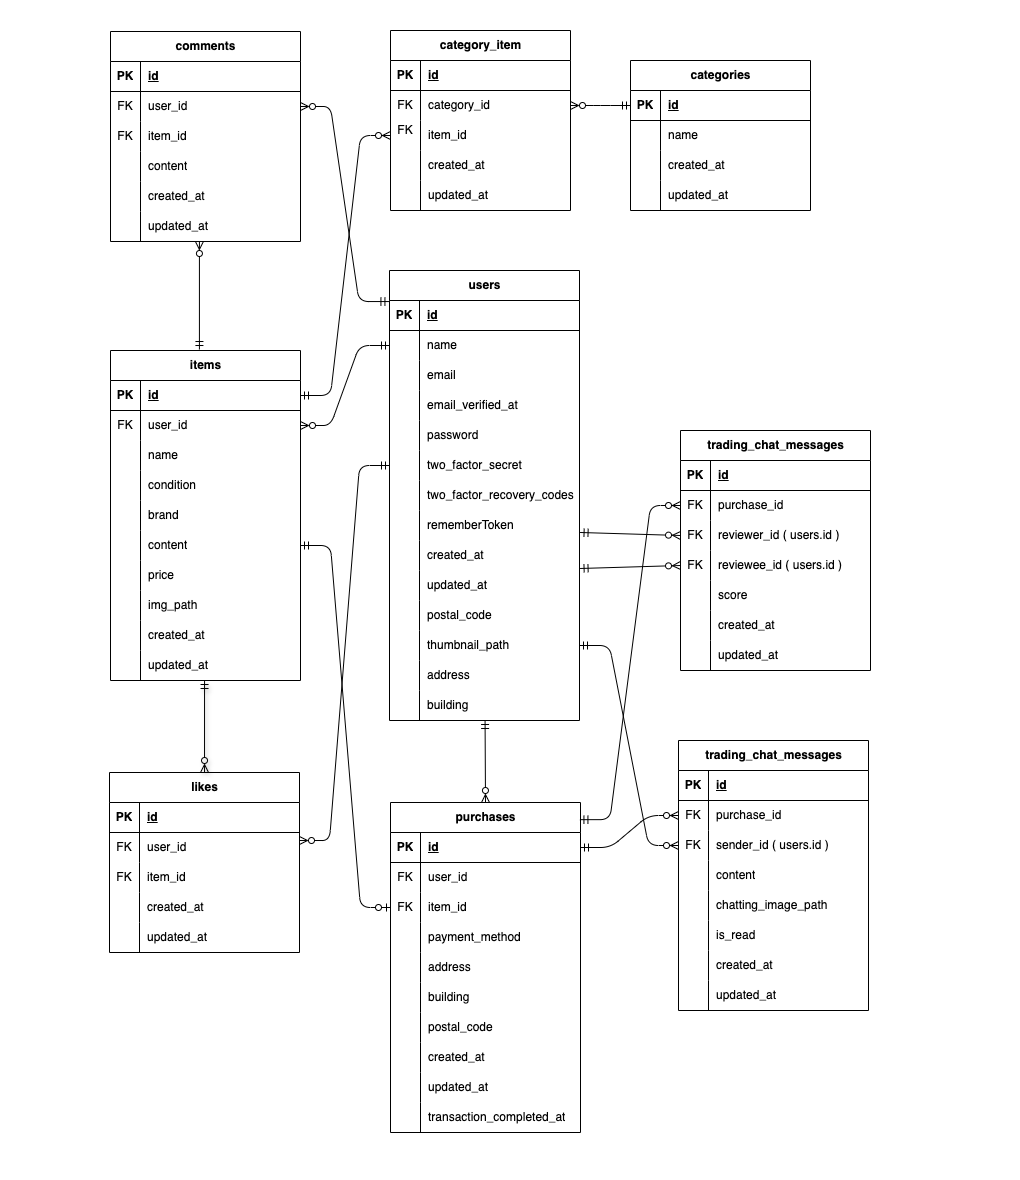 comments
PK id
FK user_id
FK item_id
content
created_at
updated_at
category_item
PK id
FK category_id
FK item_id
created_at
updated_at
categories
PK id
name
created_at
updated_at
users
PK id
name
email
email_verified_at
password
two_factor_secret
two_factor_recovery_codes
rememberToken
created_at
updated_at
postal_code
thumbnail_path
address
building
items
PK id
FK user_id
name
condition
brand
content
price
img_path
created_at
updated_at
trading_chat_messages
PK id
FK purchase_id
FK reviewer_id ( users.id )
FK reviewee_id ( users.id )
score
created_at
updated_at
likes
PK id
FK user_id
FK item_id
created_at
updated_at
purchases
PK id
FK user_id
FK item_id
payment_method
address
building
postal_code
created_at
updated_at
transaction_completed_at
trading_chat_messages
PK id
FK purchase_id
FK sender_id ( users.id )
content
chatting_image_path
is_read
created_at
updated_at